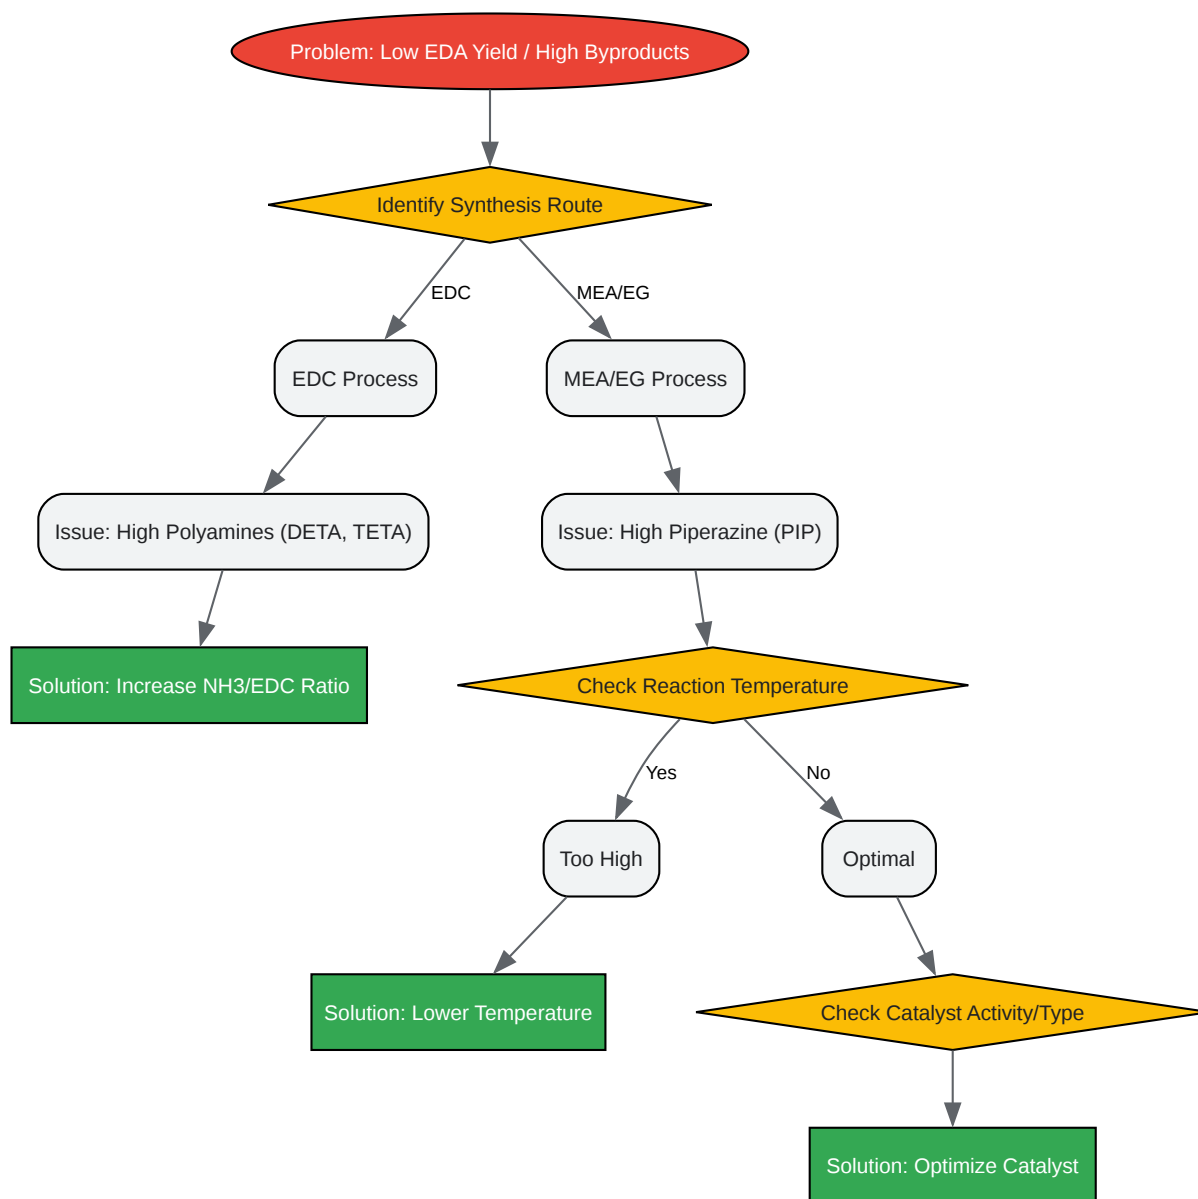 Problem: Low EDA Yield / High Byproducts
Identify Synthesis Route
EDC
MEA/EG
EDC Process
MEA/EG Process
Issue: High Polyamines (DETA, TETA)
Issue: High Piperazine (PIP)
Solution: Increase NH3/EDC Ratio
Check Reaction Temperature
Yes
No
Too High
Optimal
Solution: Lower Temperature
Check Catalyst Activity/Type
Solution: Optimize Catalyst